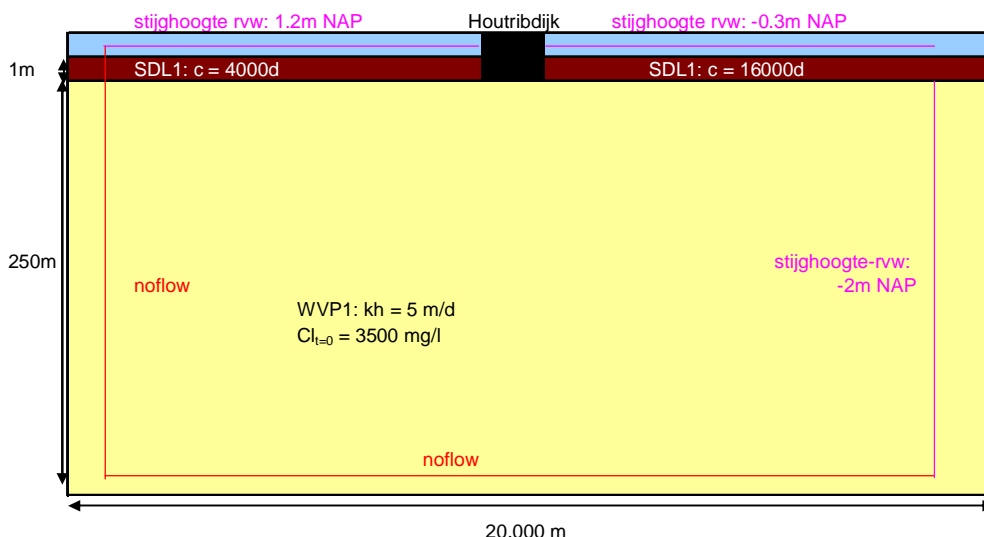 stijghoogte rvw: 1.2m NAP
Houtribdijk
stijghoogte rvw: -0.3m NAP
1m
SDL1: c = 4000d
SDL1: c = 16000d
250m
stijghoogte-rvw:
-2m NAP
noflow
WVP1: kh = 5 m/d
Clt=0 = 3500 mg/l
noflow
20.000 m